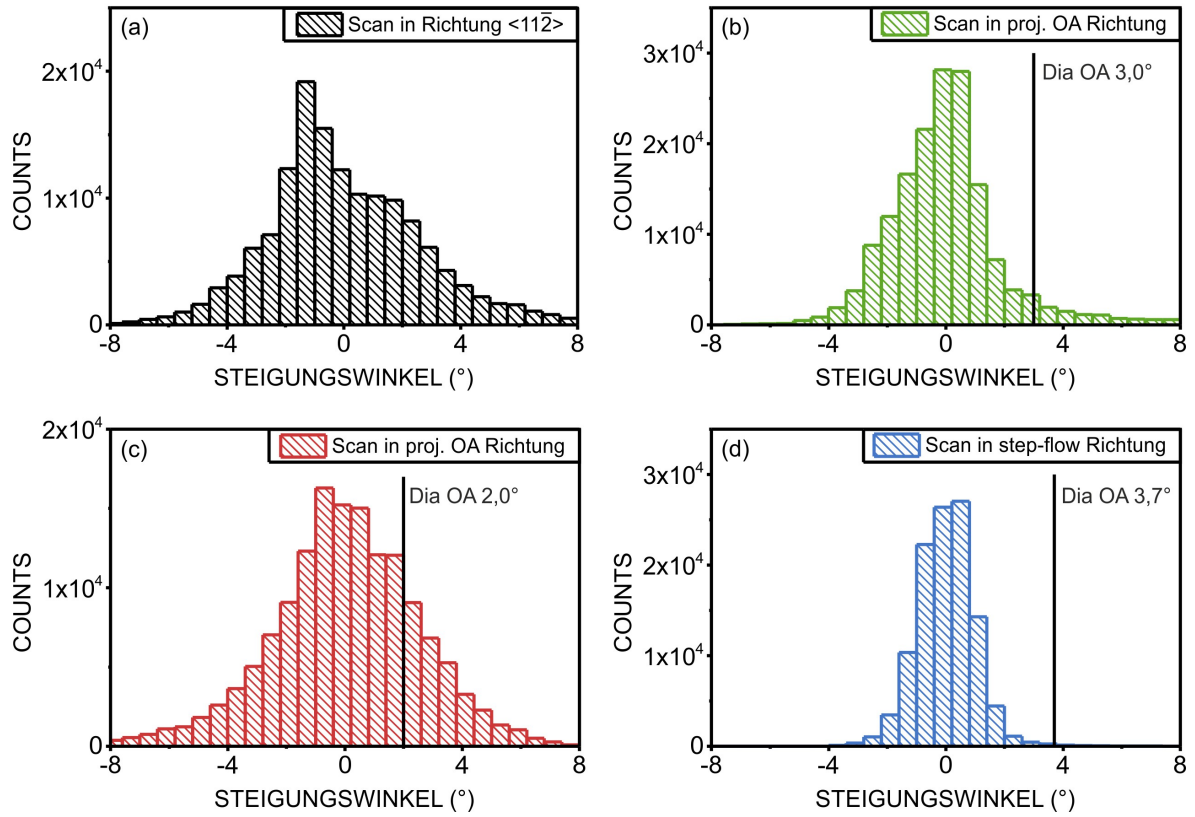 (a)
Scan in Richtung <112̅>
2x10⁴
1x10⁴
0
COUNTS
-8 -4 0 4 8
STEIGUNGSWINKEL (°)
(b)
Scan in proj. OA Richtung
Dia OA 3,0°
3x10⁴
2x10⁴
1x10⁴
0
COUNTS
-8 -4 0 4 8
STEIGUNGSWINKEL (°)
(c)
Scan in proj. OA Richtung
Dia OA 2,0°
2x10⁴
1x10⁴
0
COUNTS
-8 -4 0 4 8
STEIGUNGSWINKEL (°)
(d)
Scan in step-flow Richtung
Dia OA 3,7°
3x10⁴
2x10⁴
1x10⁴
0
COUNTS
-8 -4 0 4 8
STEIGUNGSWINKEL (°)